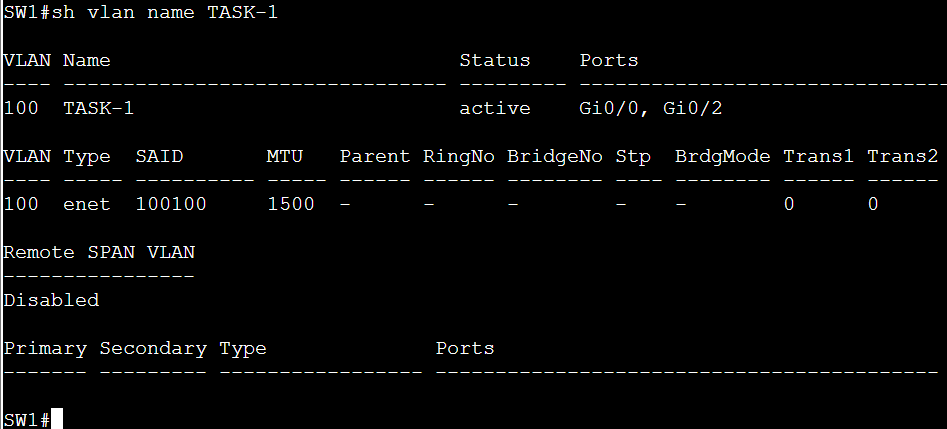 SW1#sh vlan name TASK-1
VLAN Name                             Status    Ports
---- -------------------------------- --------- -------------------------------
100  TASK-1                           active    Gi0/0, Gi0/2
VLAN Type  SAID       MTU   Parent RingNo BridgeNo Stp  BrdgMode Trans1 Trans2
---- ----- ---------- ----- ------ ------ -------- ---- -------- ------ ------
100  enet  100100     1500  -      -      -        -    -        0      0
Remote SPAN VLAN
----------------
Disabled
Primary Secondary Type              Ports
------- --------- ----------------- ------------------------------------------
SW1#